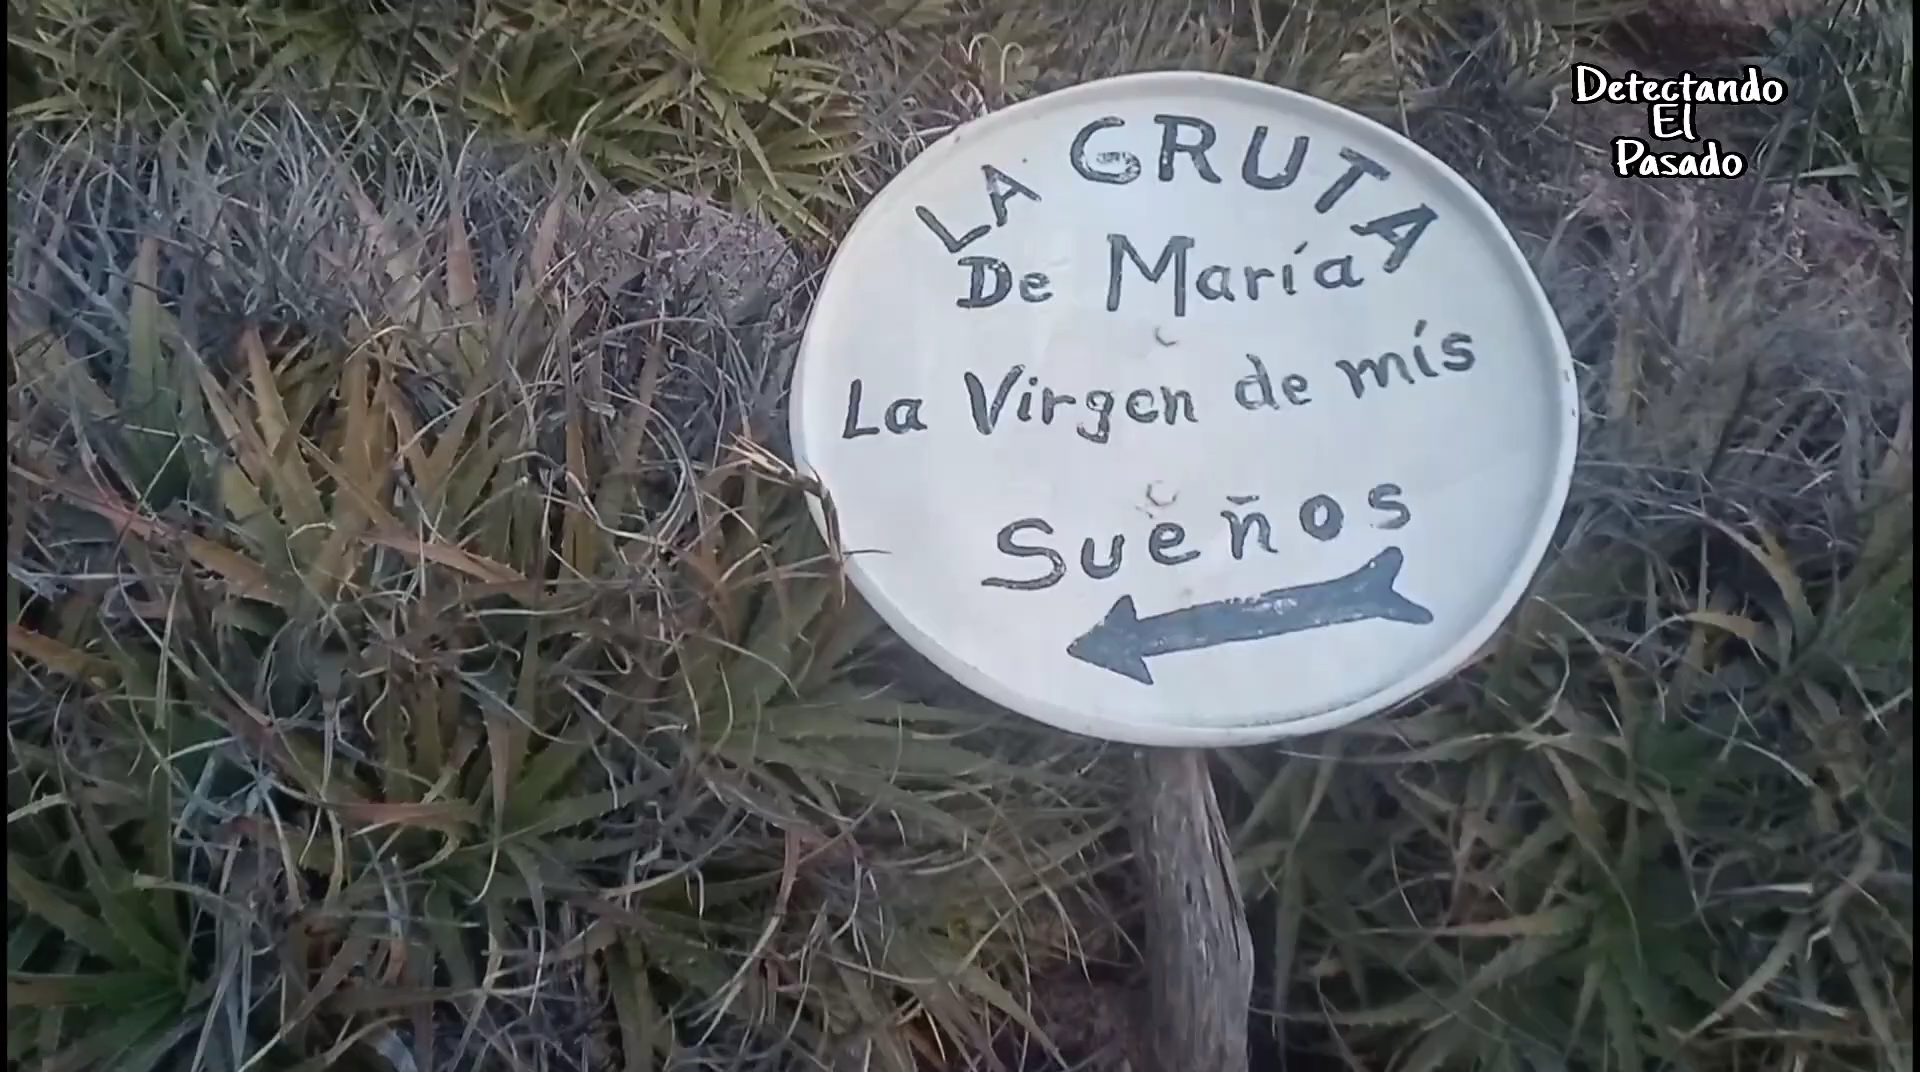 LA GRUTA
De María
La Virgen de mís
Sueños
Detectando
El
Pasado